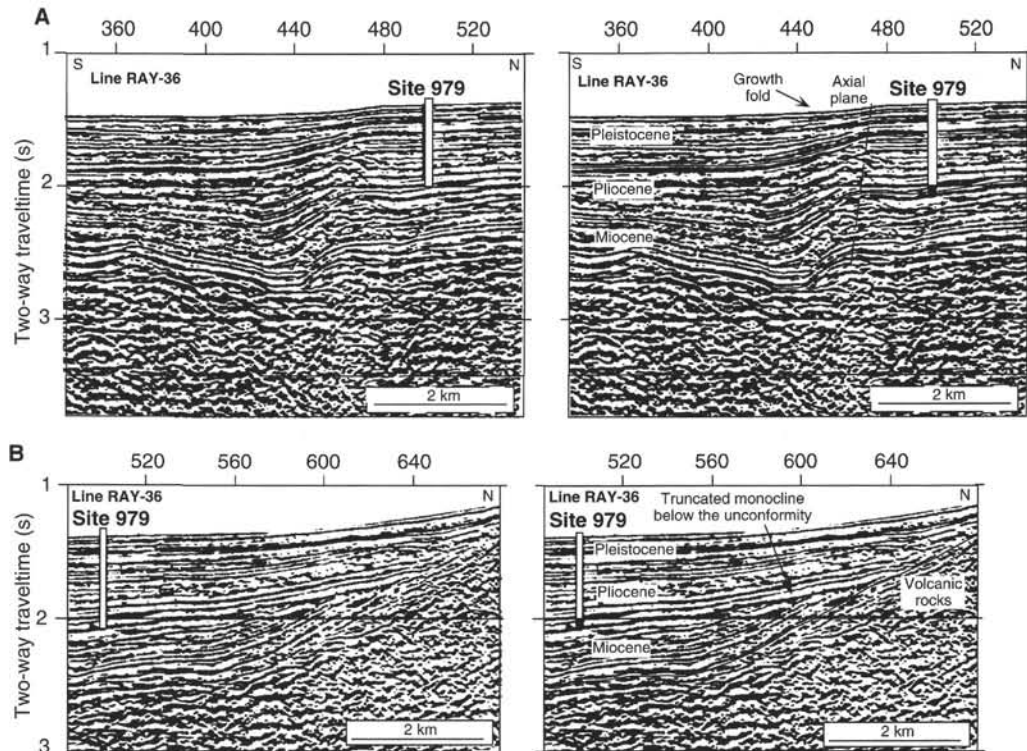 A
360 400 440 480 520
360 400 440 480 520
1
S N
S N
Line RAY-36
Site 979
Line RAY-36
Growth
fold
Axial
plane
Site 979
Pleistocene
2
Pliocene
Miocene
3
Two-way traveltime (s)
2 km
2 km
B
520 560 600 640
520 560 600 640
1
Line RAY-36 N
Site 979
Line RAY-36 N
Site 979
Truncated monocline
below the unconformity
Pleistocene
Pliocene
Volcanic
rocks
2
Miocene
3
Two-way traveltime (s)
2 km
2 km